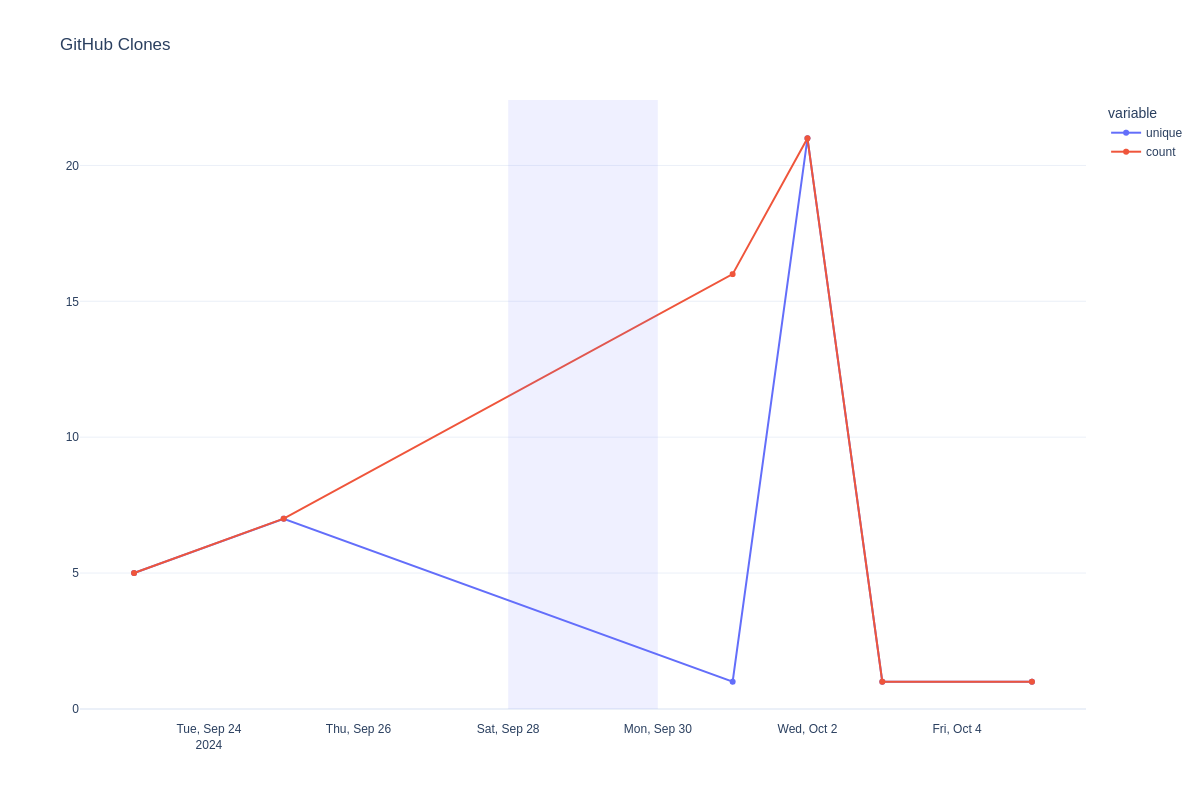 GitHub Clones
variable
unique
count
20
15
10
5
0
Tue, Sep 24
2024
Thu, Sep 26
Sat, Sep 28
Mon, Sep 30
Wed, Oct 2
Fri, Oct 4